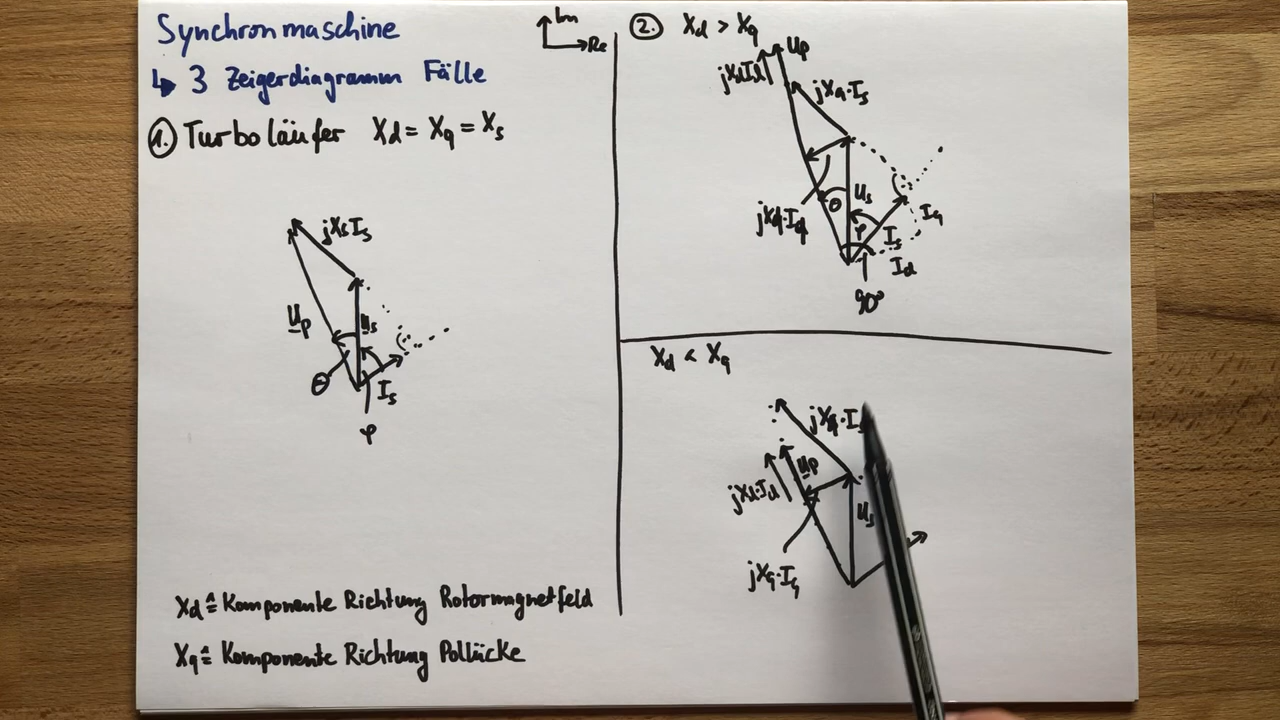 Synchronmaschine
↳ 3 Zeigerdiagramm Fälle
Im
Re
1. Turboläufer Xd = Xq = Xs
jXsIs
Up
Us
Θ
Is
φ
Xd ≙ Komponente Richtung Rotormagnetfeld
Xq ≙ Komponente Richtung Pollücke
2. Xd > Xq
Up
jXdId
jXq·Is
jXq·Iq
Θ
Us
φ
Is
Iq
Id
90°
Xd < Xq
jXq·Is
Up
jXd·Id
Us
jXq·Iq